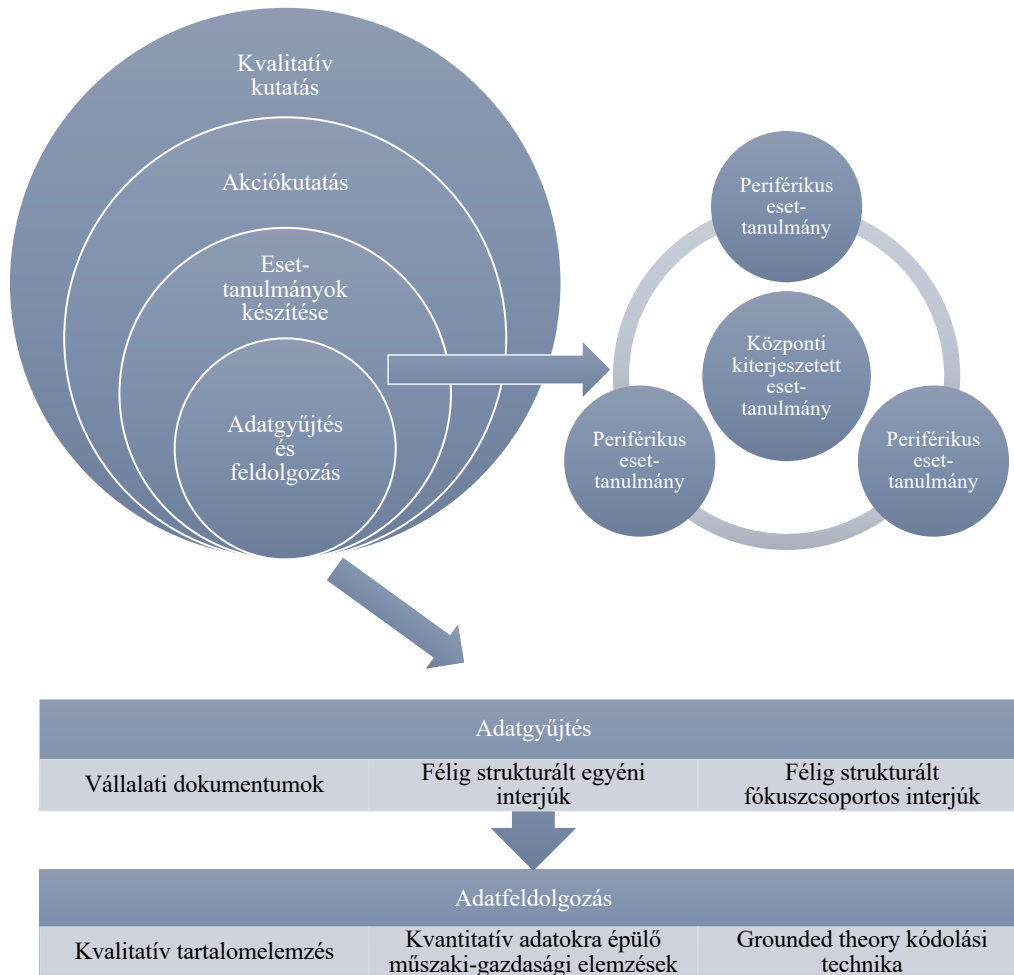 Kvalitatív
kutatás
Akciókutatás
Eset-
tanulmányok
készítése
Adatgyűjtés
és
feldolgozás
Periférikus
eset-
tanulmány
Központi
kiterjeszetett
eset-
tanulmány
Periférikus
eset-
tanulmány
Periférikus
eset-
tanulmány
Adatgyűjtés
Vállalati dokumentumok
Félig strukturált egyéni
interjúk
Félig strukturált
fókuszcsoportos interjúk
Adatfeldolgozás
Kvalitatív tartalomelemzés
Kvantitatív adatokra épülő
műszaki-gazdasági elemzések
Grounded theory kódolási
technika